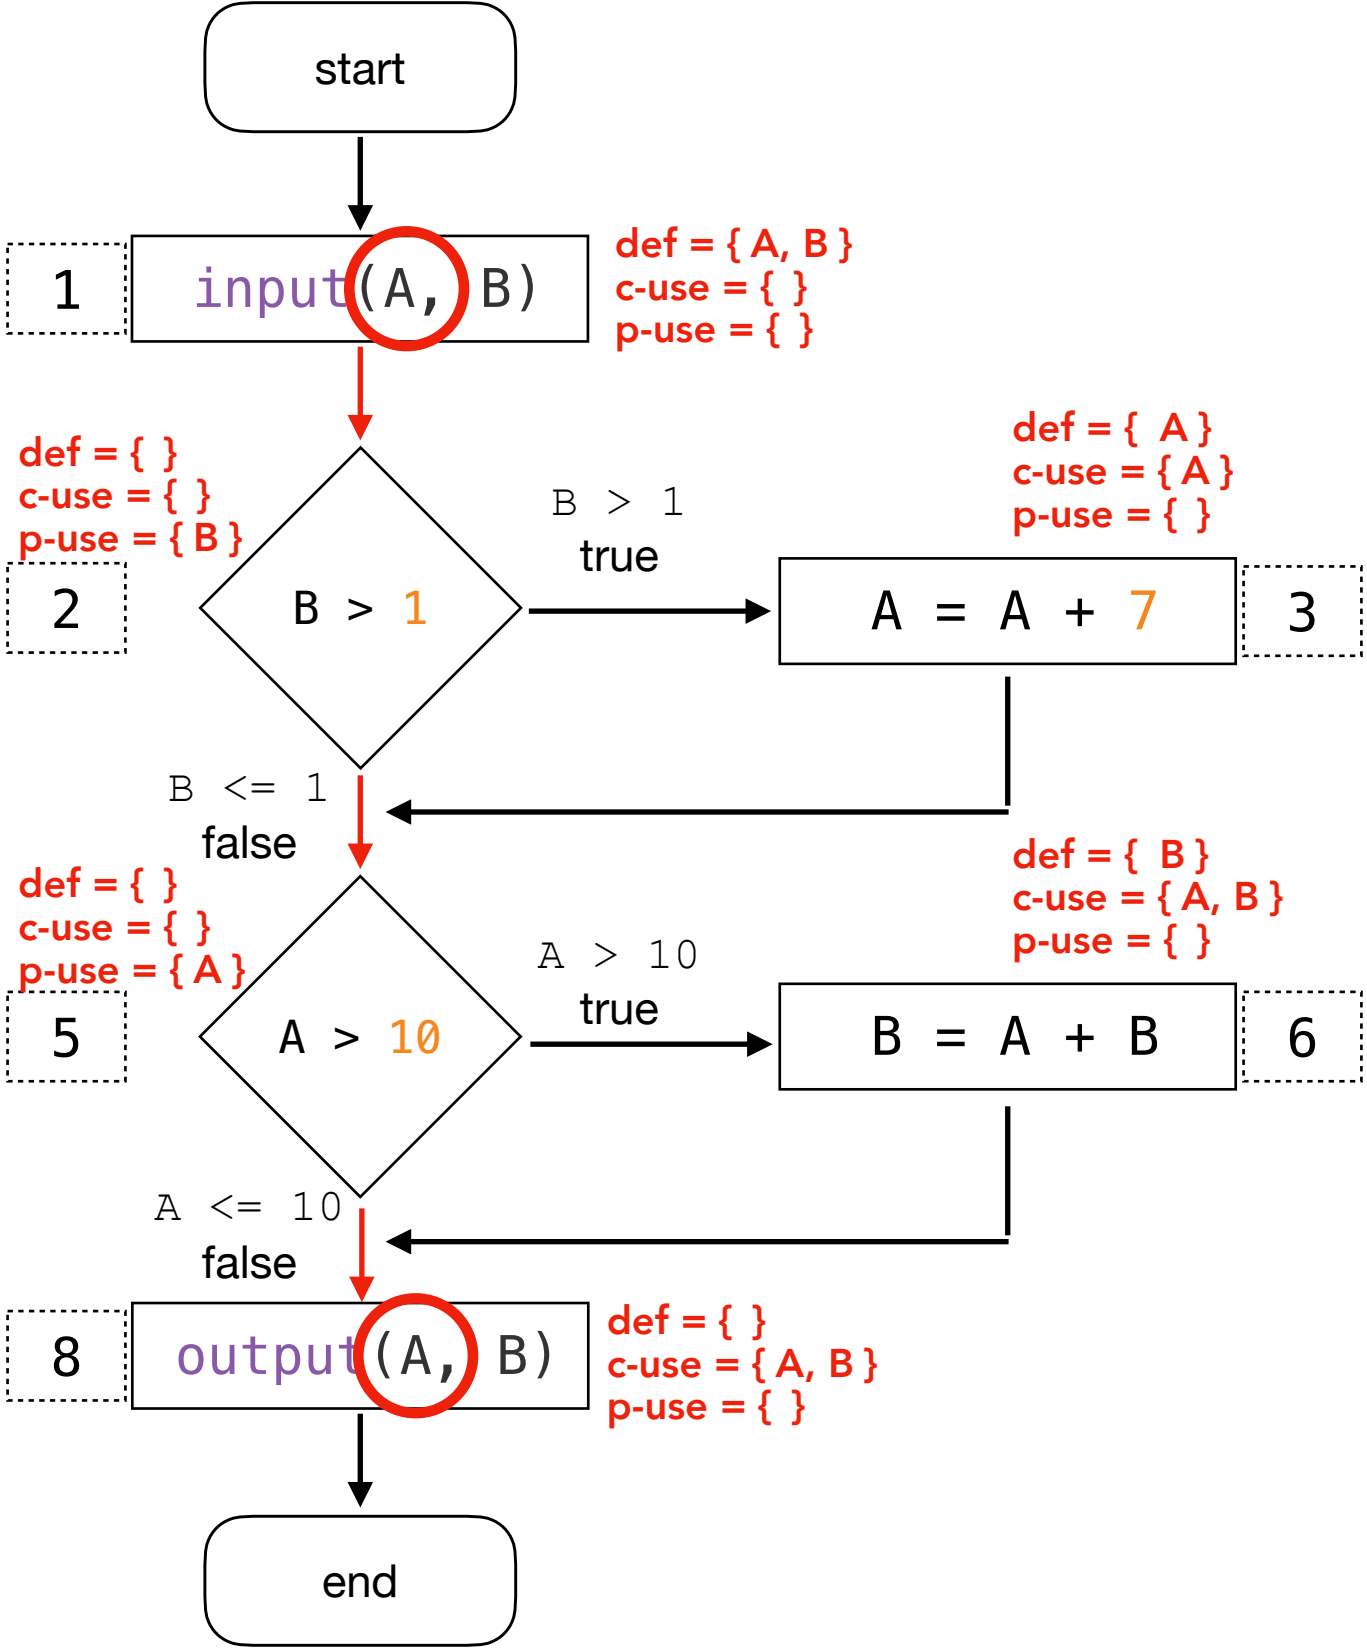 start
1
input(A, B)
def = { A, B }
c-use = { }
p-use = { }
def = { }
c-use = { }
p-use = { B }
2
B > 1
B > 1
true
def = { A }
c-use = { A }
p-use = { }
A = A + 7
3
B <= 1
false
def = { }
c-use = { }
p-use = { A }
5
A > 10
A > 10
true
def = { B }
c-use = { A, B }
p-use = { }
B = A + B
6
A <= 10
false
8
output(A, B)
def = { }
c-use = { A, B }
p-use = { }
end